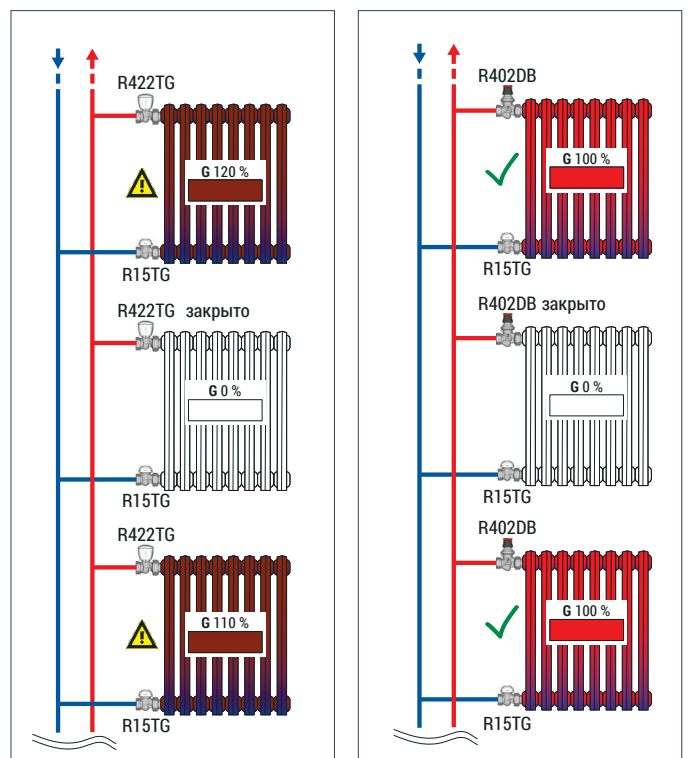 R422TG
G 120 %
R15TG
R422TG закрыто
G 0 %
R15TG
R422TG
G 110 %
R15TG
R402DB
G 100 %
R15TG
R402DB закрыто
G 0 %
R15TG
R402DB
G 100 %
R15TG